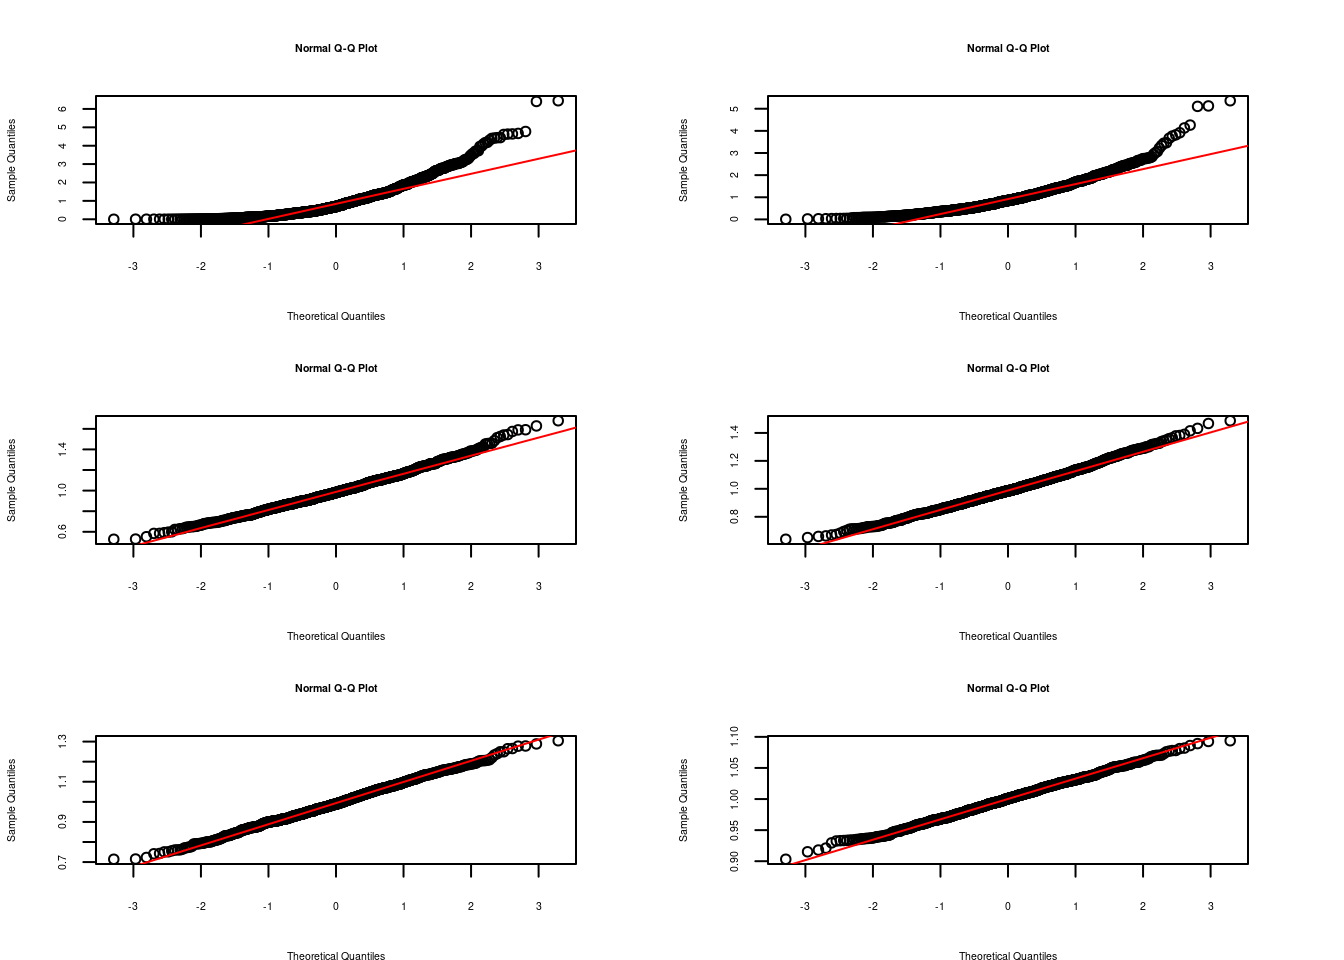 Normal Q-Q Plot
Sample Quantiles
0 1 2 3 4 5 6
-3 -2 -1 0 1 2 3
Theoretical Quantiles
Normal Q-Q Plot
Sample Quantiles
0 1 2 3 4 5
-3 -2 -1 0 1 2 3
Theoretical Quantiles
Normal Q-Q Plot
Sample Quantiles
0.6 1.0 1.4
-3 -2 -1 0 1 2 3
Theoretical Quantiles
Normal Q-Q Plot
Sample Quantiles
0.8 1.0 1.2 1.4
-3 -2 -1 0 1 2 3
Theoretical Quantiles
Normal Q-Q Plot
Sample Quantiles
0.7 0.9 1.1 1.3
-3 -2 -1 0 1 2 3
Theoretical Quantiles
Normal Q-Q Plot
Sample Quantiles
0.90 0.95 1.00 1.05 1.10
-3 -2 -1 0 1 2 3
Theoretical Quantiles